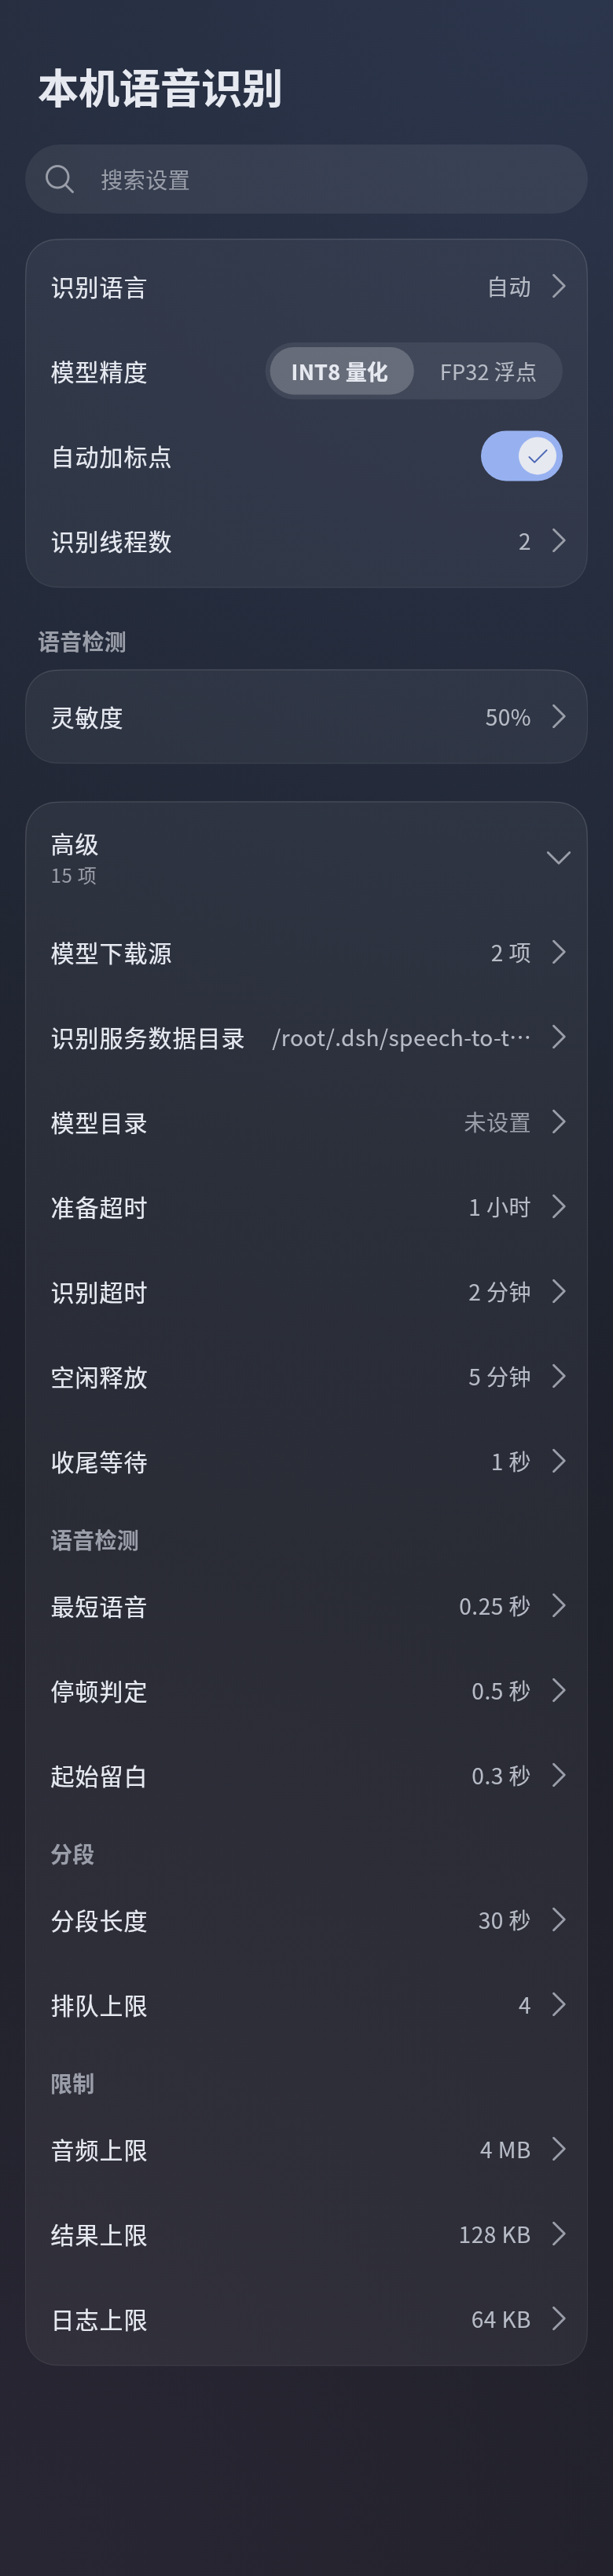 本机语音识别
搜索设置
识别语言 自动
模型精度 INT8 量化 FP32 浮点
自动加标点
识别线程数 2
语音检测
灵敏度 50%
高级
15 项
模型下载源 2 项
识别服务数据目录 /root/.dsh/speech-to-t…
模型目录 未设置
准备超时 1 小时
识别超时 2 分钟
空闲释放 5 分钟
收尾等待 1 秒
语音检测
最短语音 0.25 秒
停顿判定 0.5 秒
起始留白 0.3 秒
分段
分段长度 30 秒
排队上限 4
限制
音频上限 4 MB
结果上限 128 KB
日志上限 64 KB